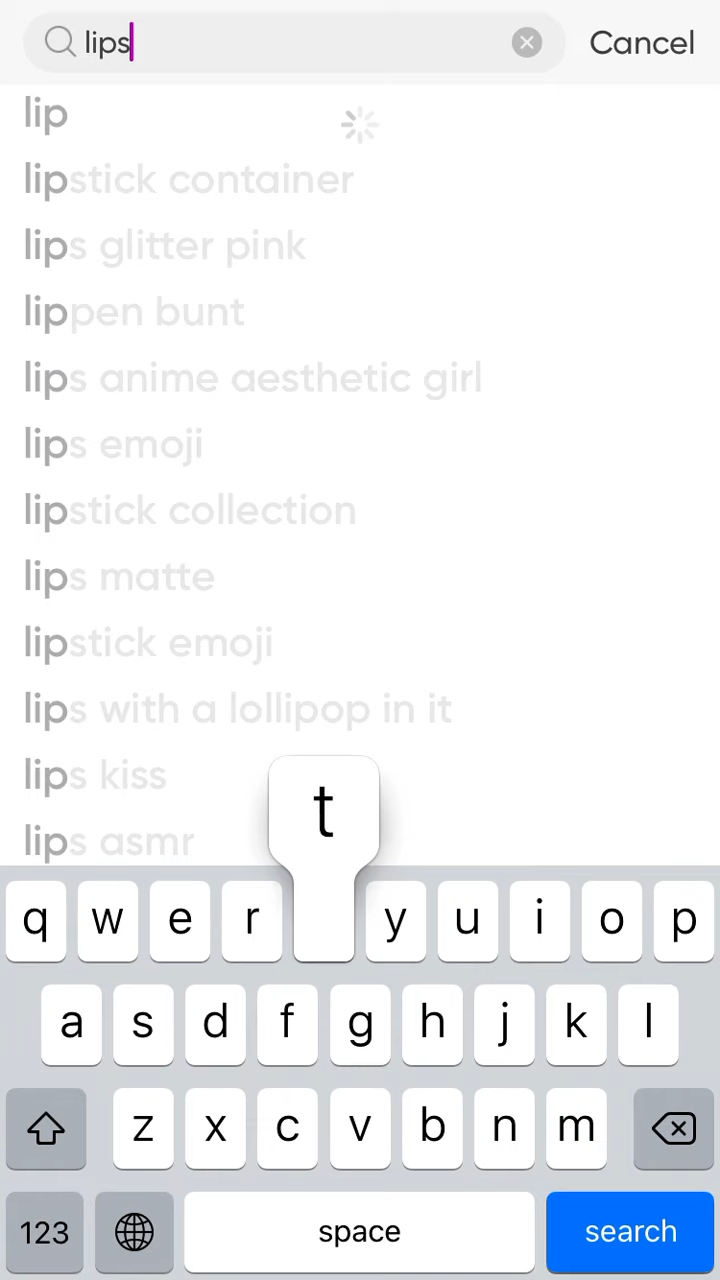 lips Cancel
lip
lipstick container
lips glitter pink
lippen bunt
lips anime aesthetic girl
lips emoji
lipstick collection
lips matte
lipstick emoji
lips with a lollipop in it
lips kiss
lips asmr
t
q w e r y u i o p
a s d f g h j k l
z x c v b n m
123 space search